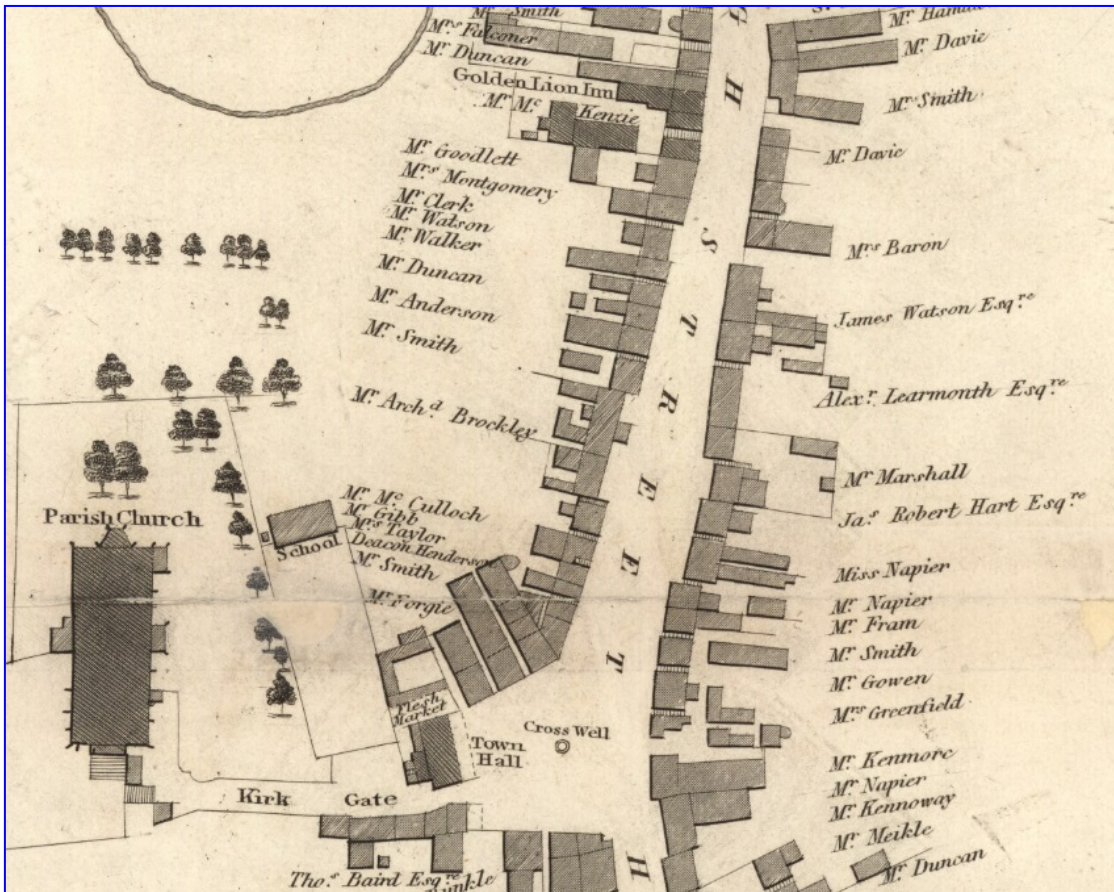 Mr. Smith
Mrs. Falconer
Mr. Duncan
Golden Lion Inn
Mr. Mc. Kenzie
Mr. Goodlett
Mrs. Montgomery
Mr. Clerk
Mr. Watson
Mr. Walker
Mr. Duncan
Mr. Anderson
Mr. Smith
Mr. Archd. Brockley
Mr. Mc. Culloch
Mr. Gibb
Mrs. Taylor
Deacon Henderson
Mr. Smith
Mr. Forgie
Parish Church
School
Flesh
Market
Town
Hall
Cross Well
Kirk Gate
Thos. Baird Esqre.
G H STREET
H
Mr. Davie
Mr. Smith
Mr. Davie
Mrs. Baron
James Watson Esqre.
Alexr. Learmonth Esqre.
Mr. Marshall
Jas. Robert Hart Esqre.
Miss Napier
Mr. Napier
Mr. Fram
Mr. Smith
Mr. Gowen
Mrs. Greenfield
Mr. Kenmore
Mr. Napier
Mr. Kennoway
Mr. Meikle
Mr. Duncan